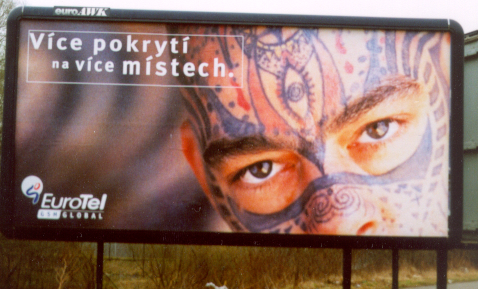 euroAWK
Více pokrytí
na více místech.
EuroTel
GSM GLOBAL